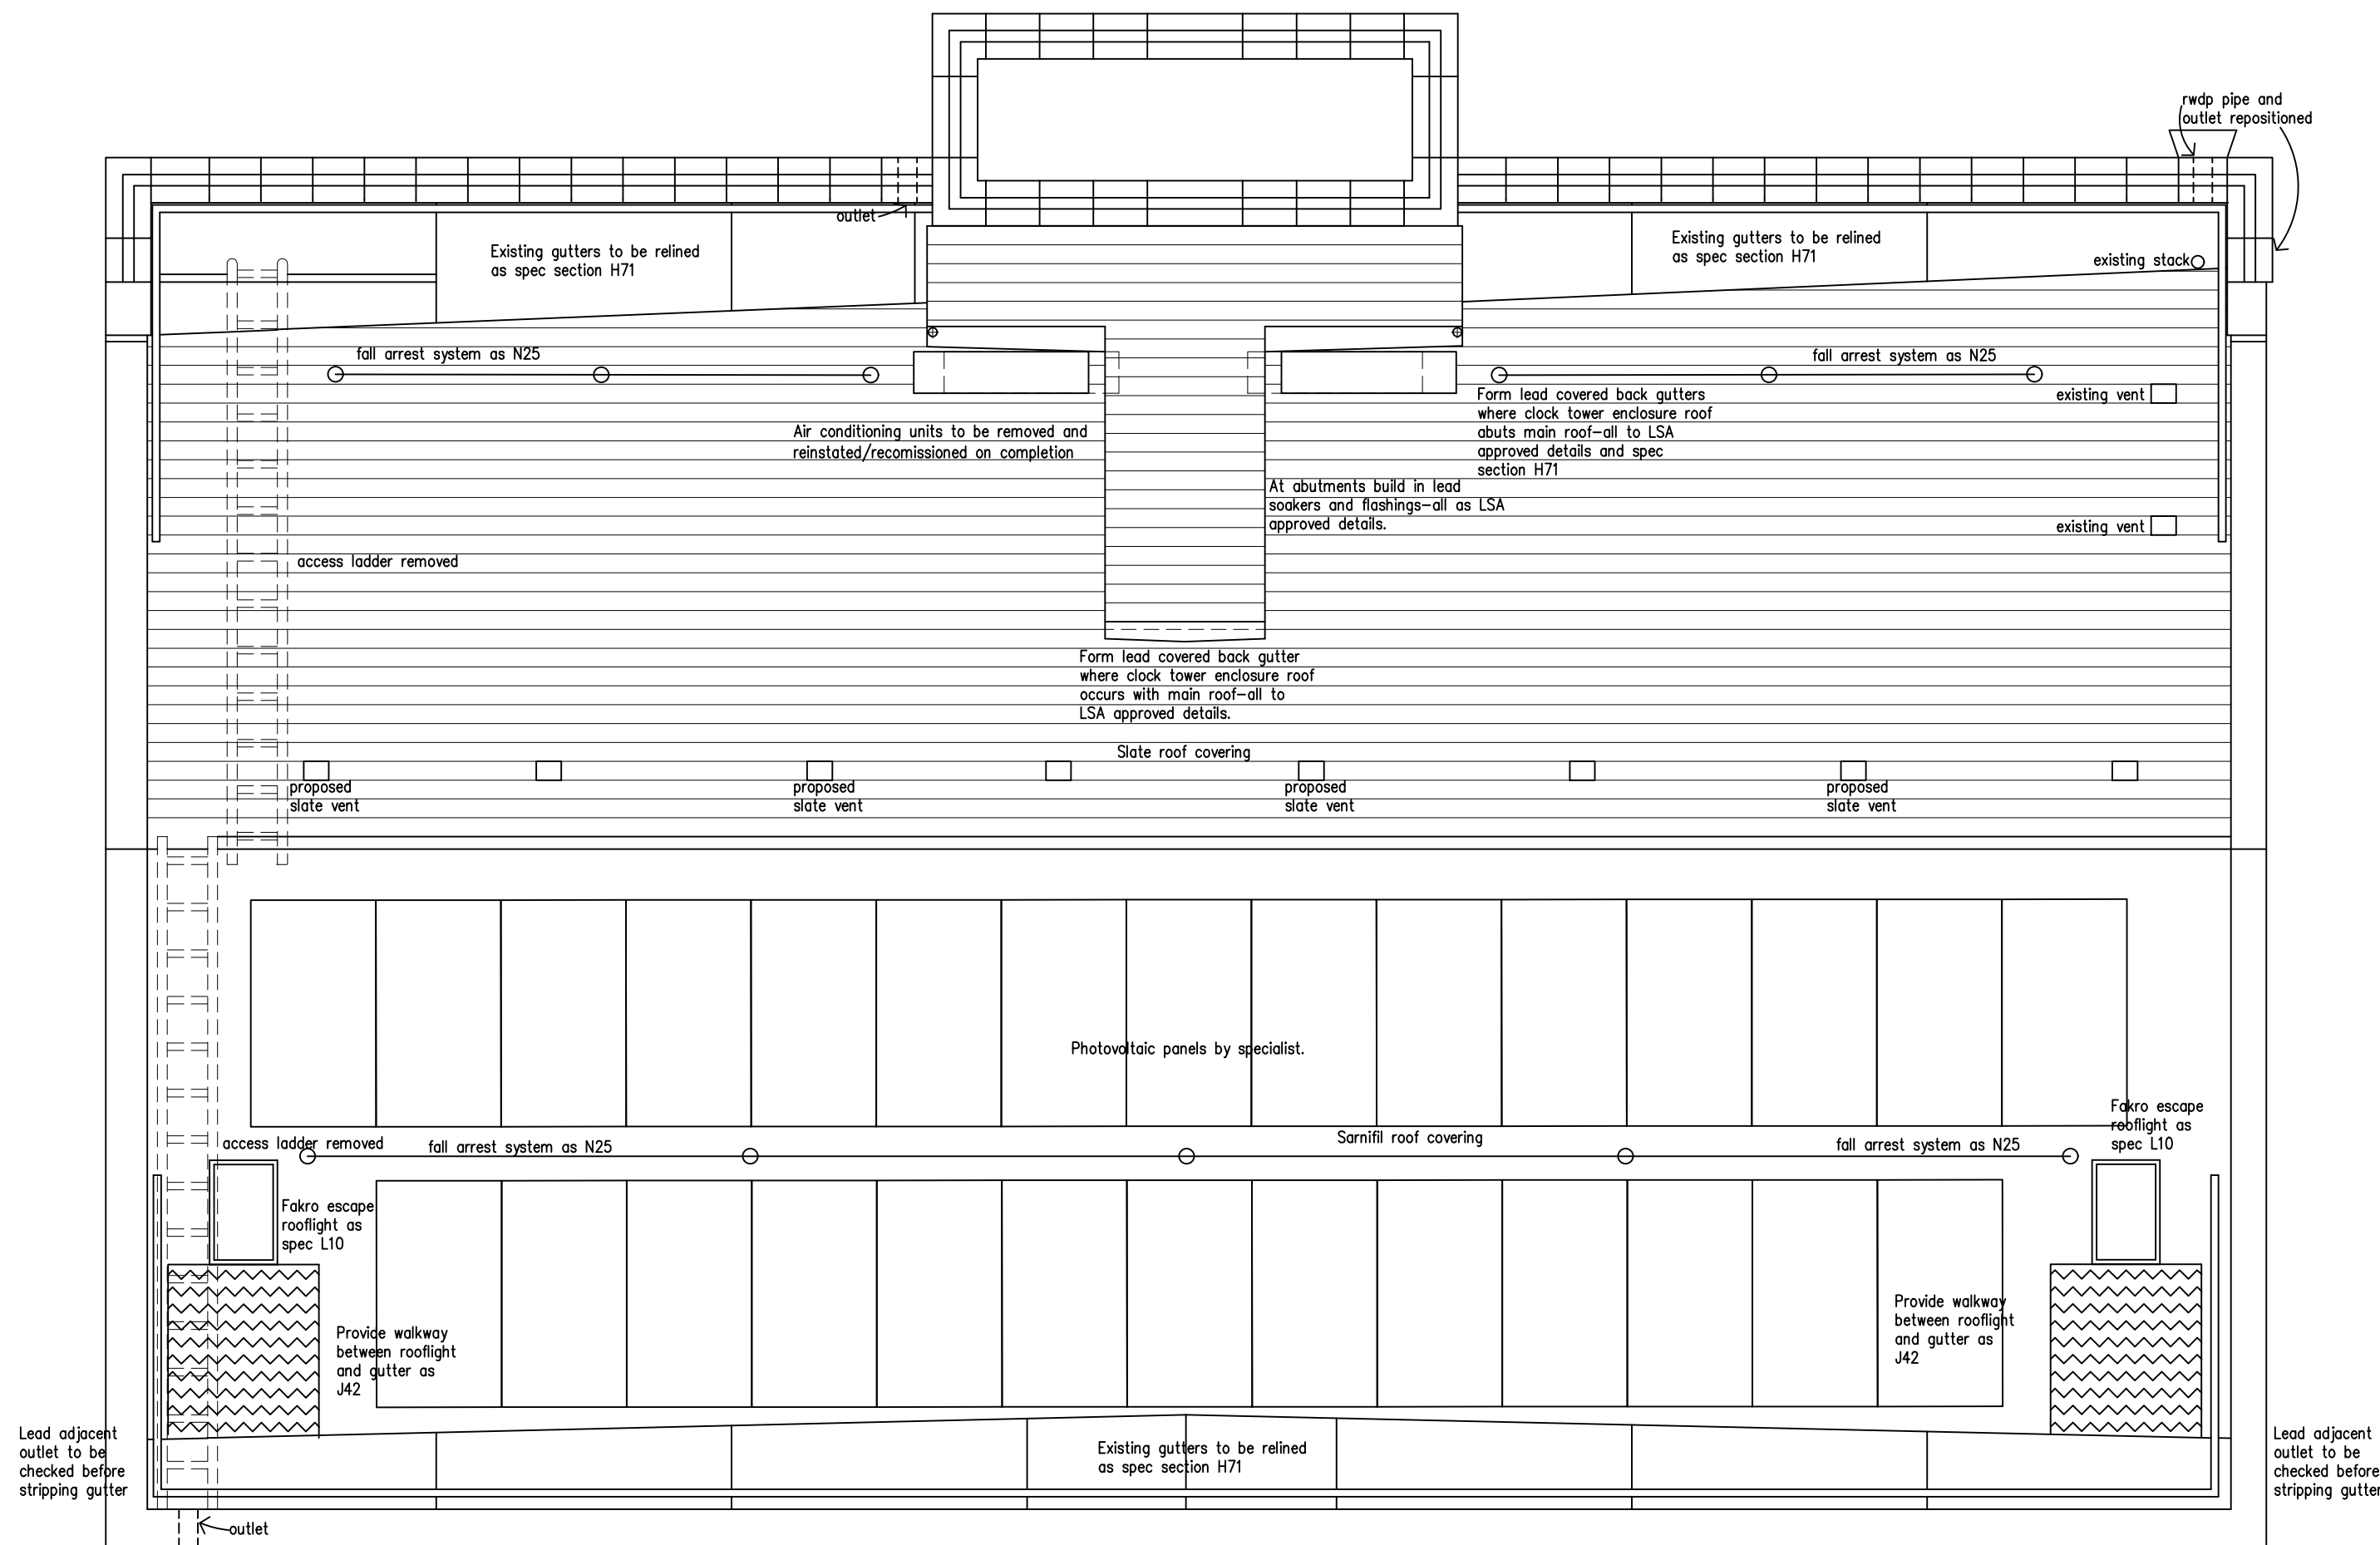 rwdp pipe and
outlet repositioned
outlet
Existing gutters to be relined
as spec section H71
Existing gutters to be relined
as spec section H71
existing stack
fall arrest system as N25
fall arrest system as N25
existing vent
Form lead covered back gutters
where clock tower enclosure roof
abuts main roof-all to LSA
approved details and spec
section H71
Air conditioning units to be removed and
reinstated/recomissioned on completion
At abutments build in lead
soakers and flashings-all as LSA
approved details.
existing vent
access ladder removed
Form lead covered back gutter
where clock tower enclosure roof
occurs with main roof-all to
LSA approved details.
Slate roof covering
proposed
slate vent
proposed
slate vent
proposed
slate vent
proposed
slate vent
Photovoltaic panels by specialist.
Fakro escape
rooflight as
spec L10
access ladder removed
fall arrest system as N25
Sarnifil roof covering
fall arrest system as N25
Fakro escape
rooflight as
spec L10
Provide walkway
between rooflight
and gutter as
J42
Provide walkway
between rooflight
and gutter as
J42
Lead adjacent
outlet to be
checked before
stripping gutter
Existing gutters to be relined
as spec section H71
Lead adjacent
outlet to be
checked before
stripping gutter
outlet